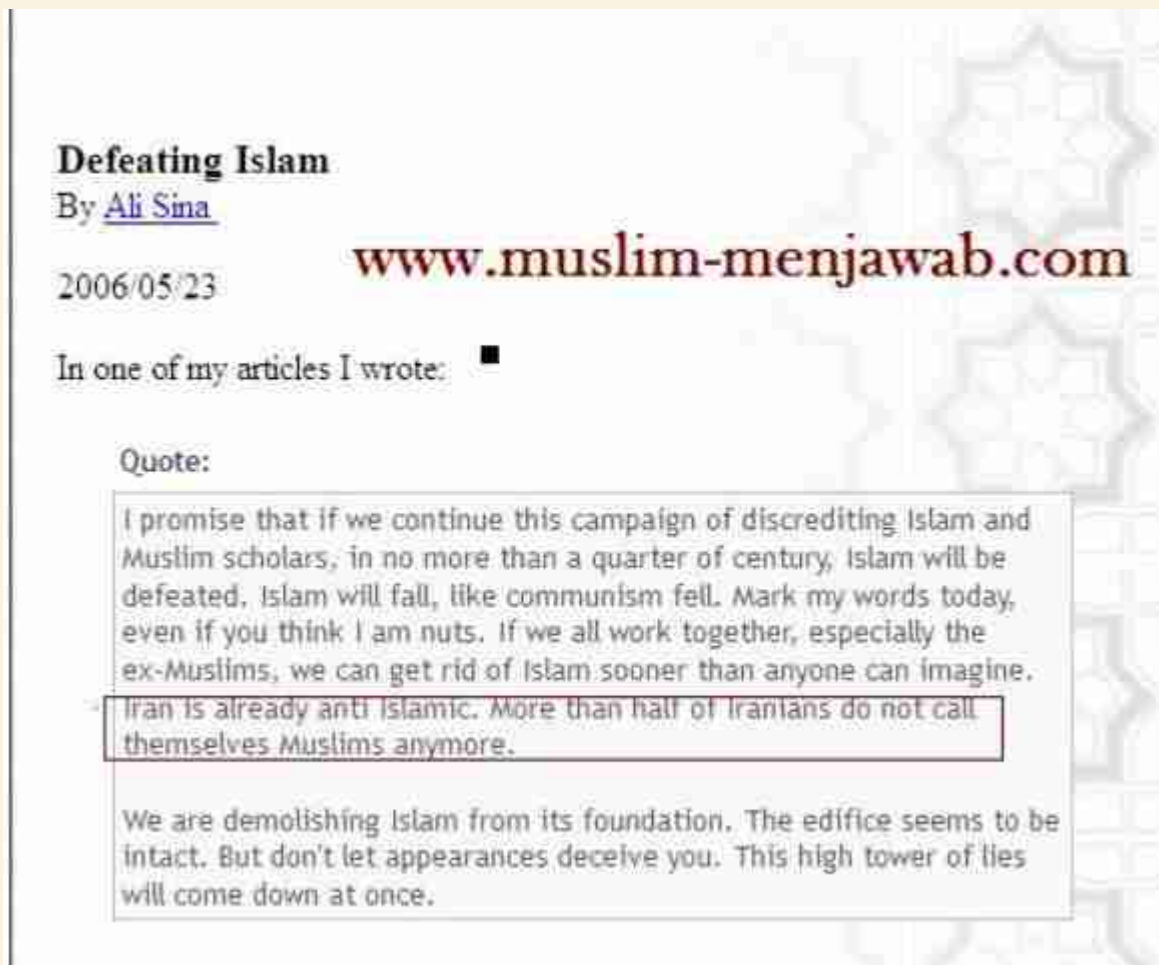 Defeating Islam
By Ali Sina
www.muslim-menjawab.com
2006/05/23
In one of my articles I wrote:
Quote:
I promise that if we continue this campaign of discrediting Islam and
Muslim scholars, in no more than a quarter of century, Islam will be
defeated. Islam will fall, like communism fell. Mark my words today,
even if you think I am nuts. If we all work together, especially the
ex-Muslims, we can get rid of Islam sooner than anyone can imagine.
Iran is already anti Islamic. More than half of Iranians do not call
themselves Muslims anymore.
We are demolishing Islam from its foundation. The edifice seems to be
intact. But don't let appearances deceive you. This high tower of lies
will come down at once.